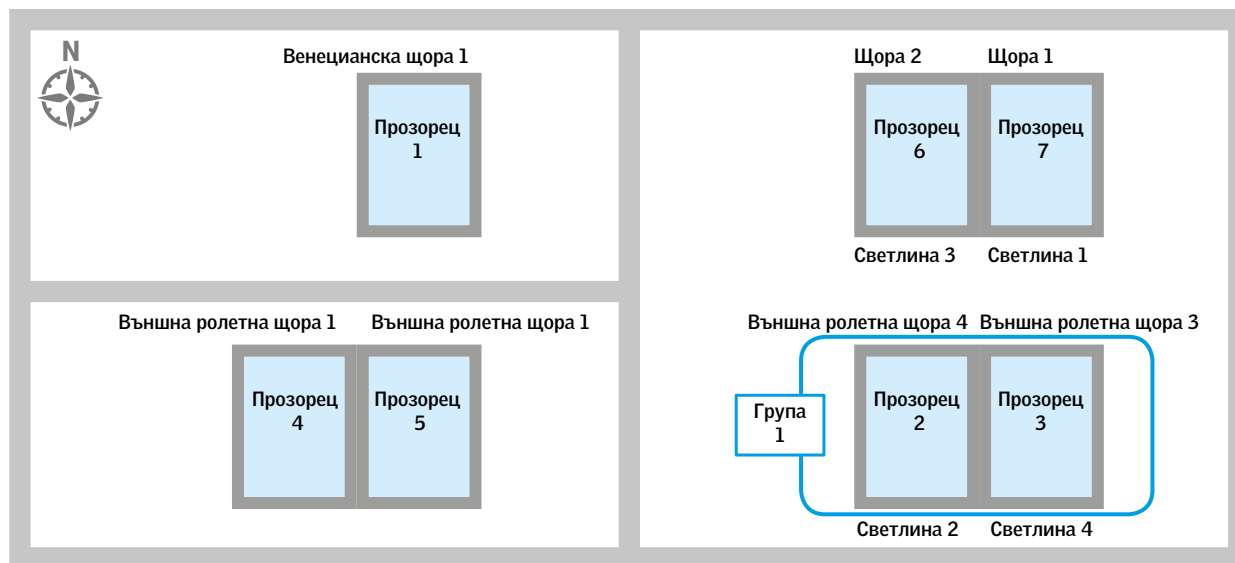 N
Венецианска щора 1
Прозорец
1
Щора 2 Щора 1
Прозорец
6
Прозорец
7
Светлина 3 Светлина 1
Външна ролетна щора 1 Външна ролетна щора 1
Прозорец
4
Прозорец
5
Външна ролетна щора 4 Външна ролетна щора 3
Група
1
Прозорец
2
Прозорец
3
Светлина 2 Светлина 4